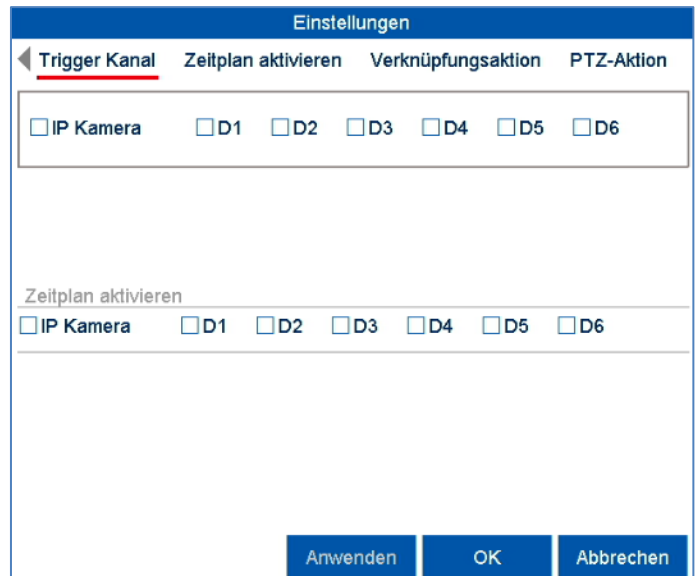 Einstellungen
Trigger Kanal Zeitplan aktivieren Verknüpfungsaktion PTZ-Aktion
IP Kamera D1 D2 D3 D4 D5 D6
Zeitplan aktivieren
IP Kamera D1 D2 D3 D4 D5 D6
Anwenden OK Abbrechen